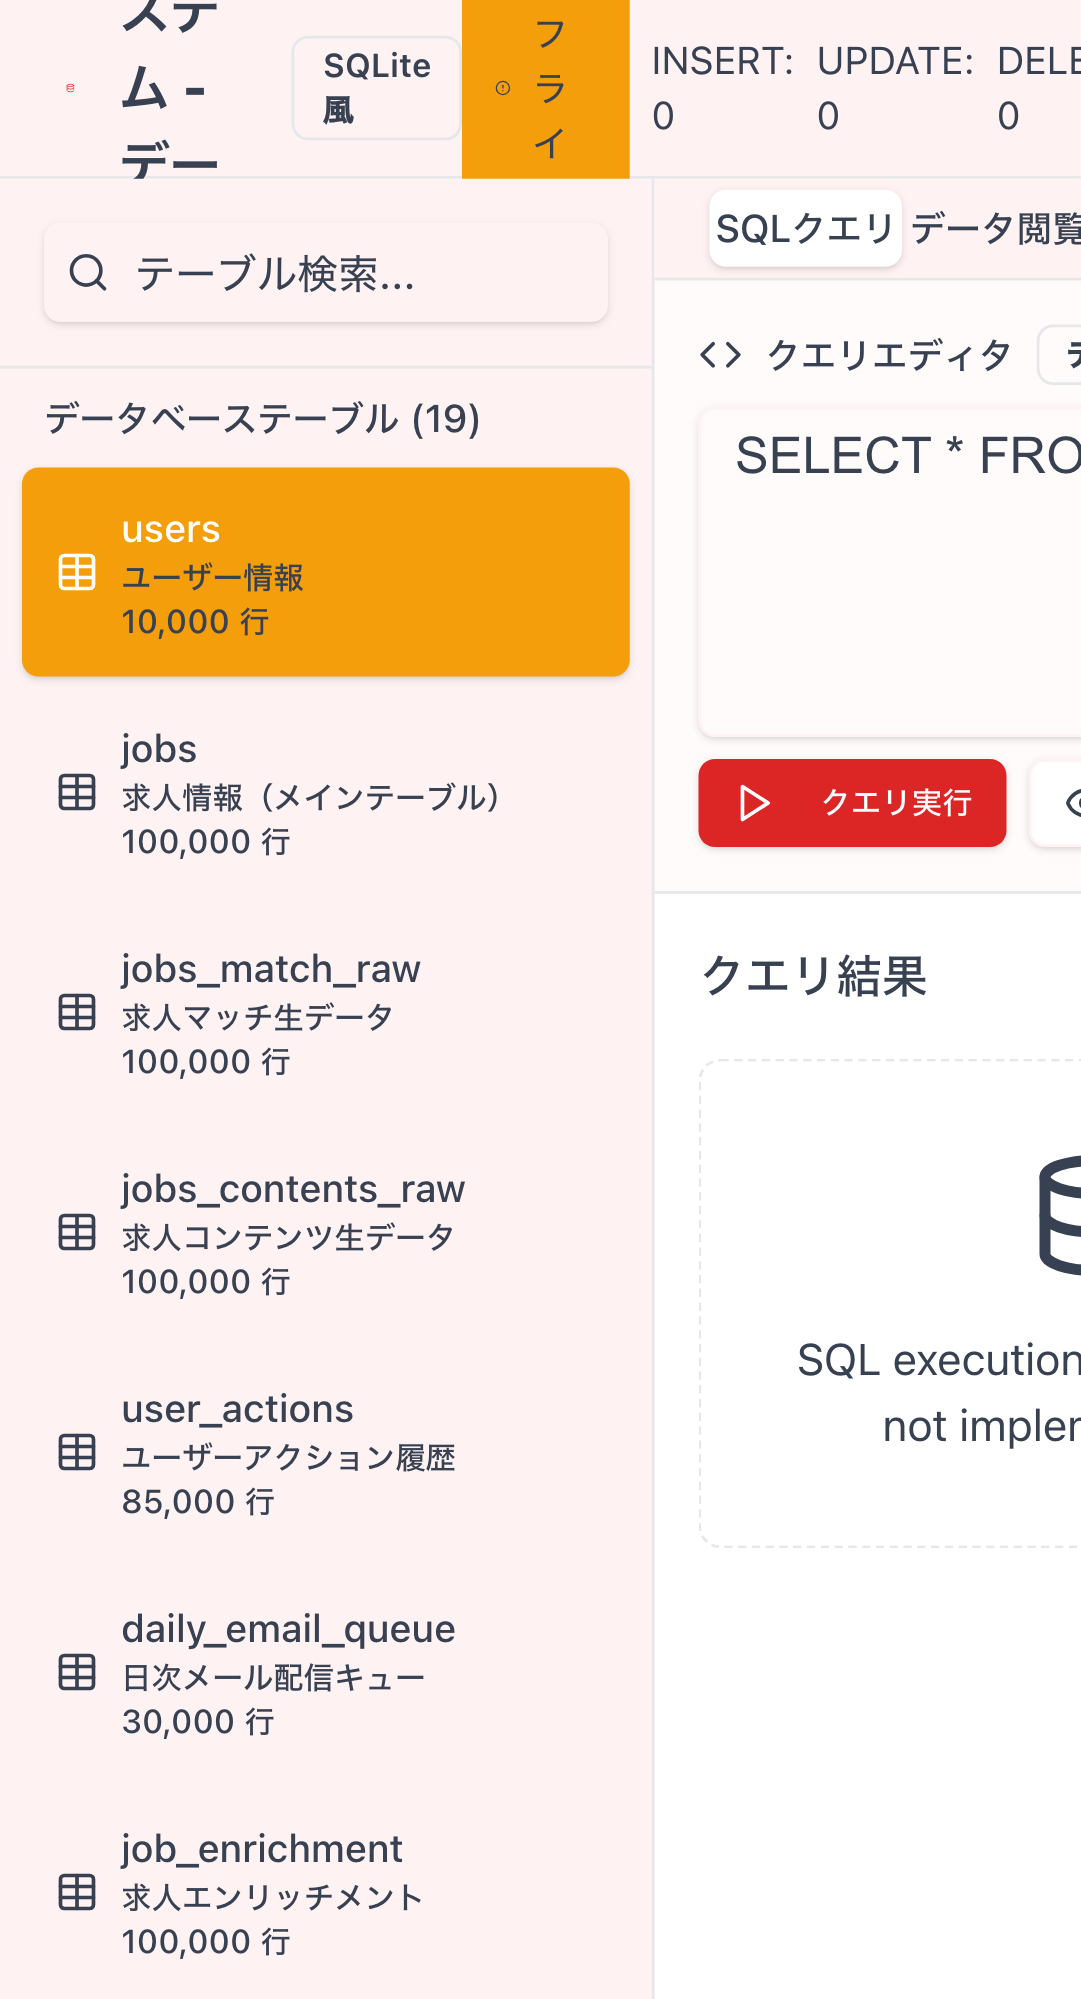 ステ
ム -
デー
SQLite
風
フ
ラ
イ
INSERT:
0
UPDATE:
0
DELE
0
テーブル検索...
SQLクエリ
データ閲覧
データベーステーブル (19)
users
ユーザー情報
10,000 行
jobs
求人情報（メインテーブル）
100,000 行
jobs_match_raw
求人マッチ生データ
100,000 行
jobs_contents_raw
求人コンテンツ生データ
100,000 行
user_actions
ユーザーアクション履歴
85,000 行
daily_email_queue
日次メール配信キュー
30,000 行
job_enrichment
求人エンリッチメント
100,000 行
クエリエディタ
SELECT * FRO
クエリ実行
クエリ結果
SQL execution
not impler